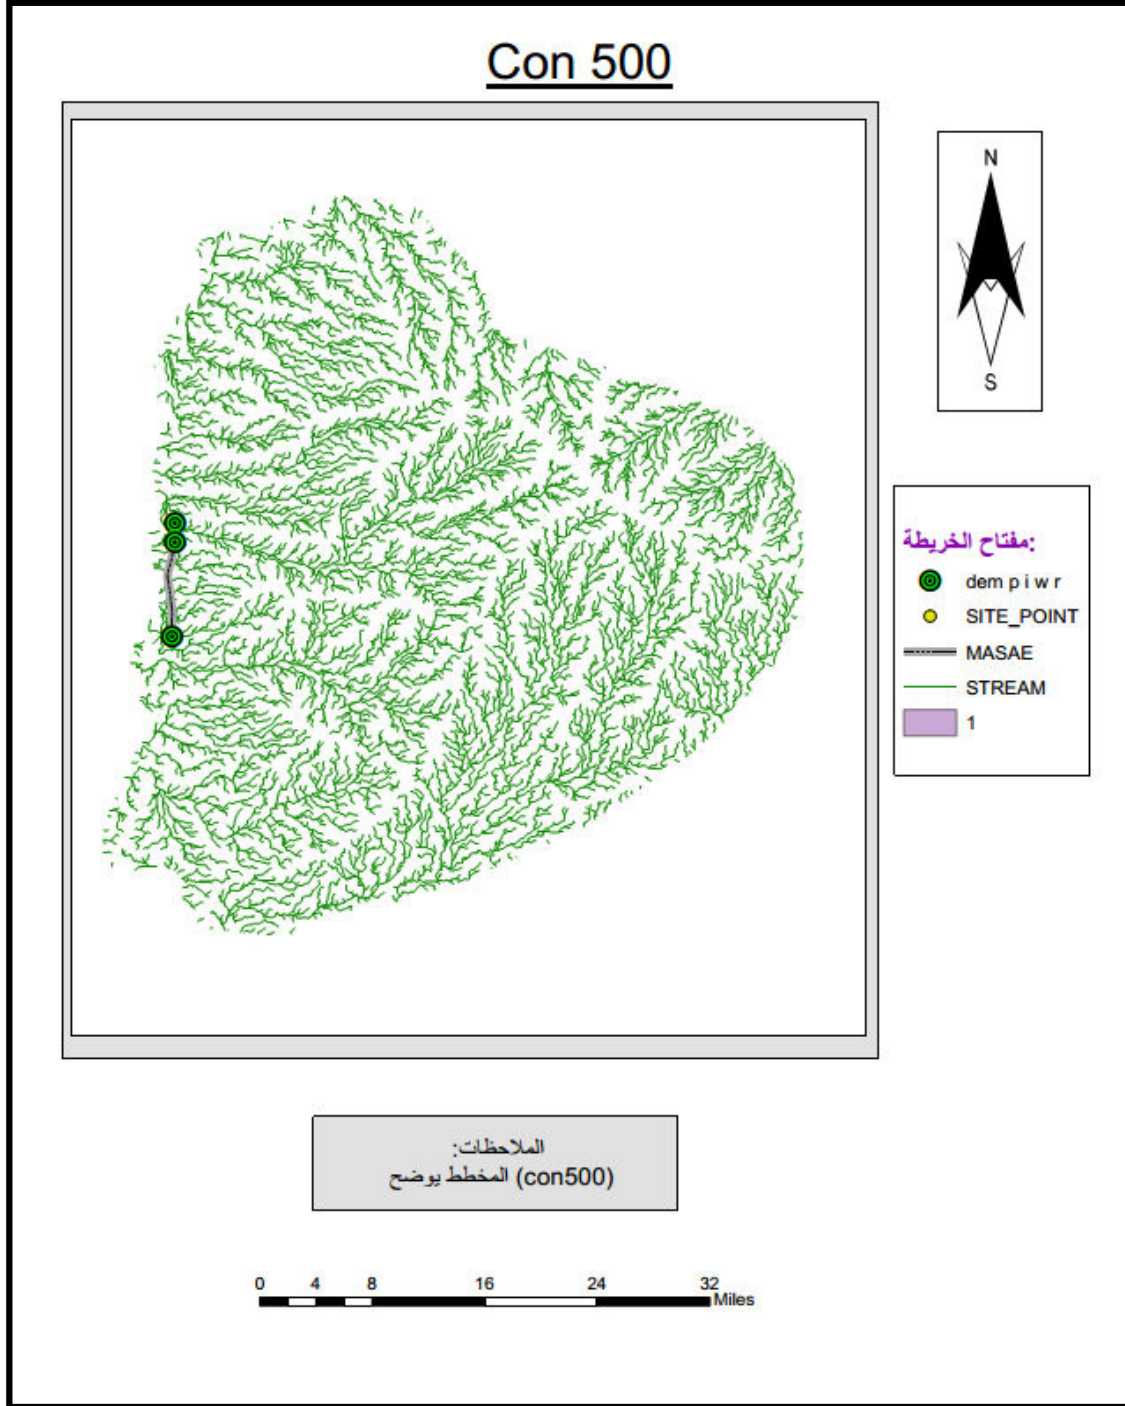 Con 500
N
S
مفتاح الخريطة:
dem p i w r
SITE_POINT
MASAE
STREAM
1
الملاحظات:
المخطط يوضح (con500)
0 4 8 16 24 32
Miles